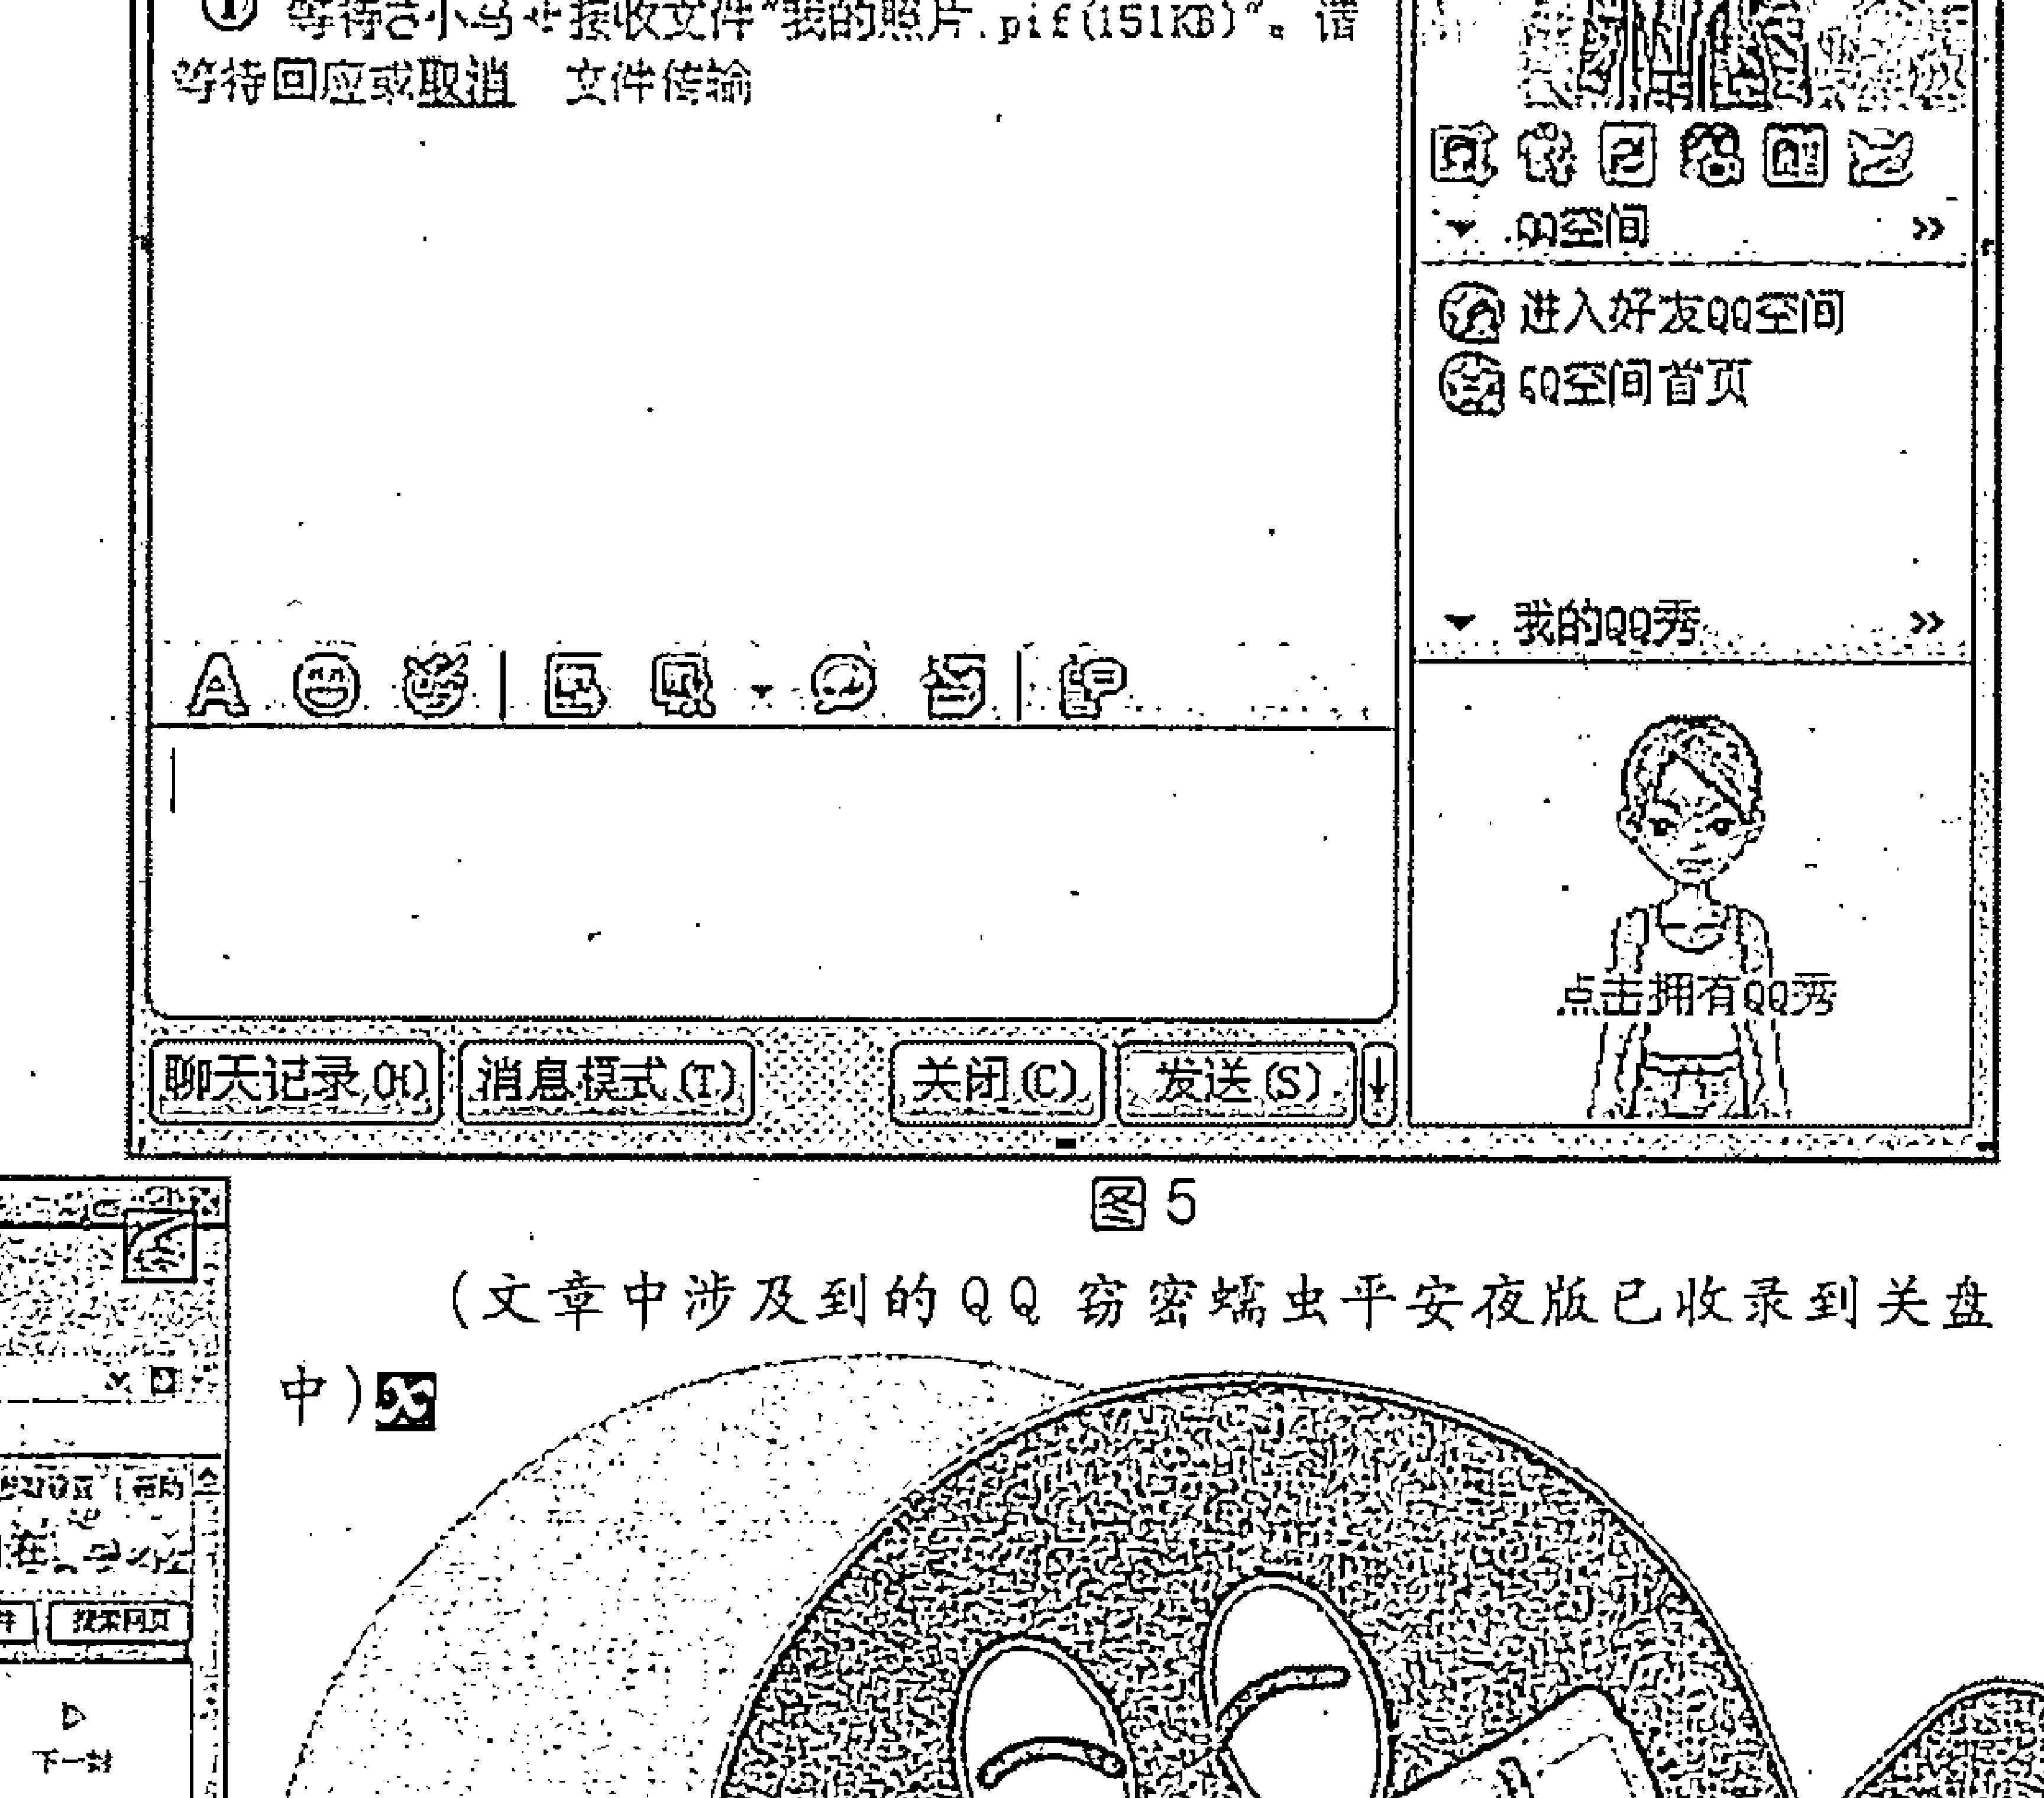 接收文件"我的照片.pif(151KB)"。请
等待回应或取消 文件传输
QQ空间
进入好友QQ空间
QQ空间首页
我的QQ秀
A
点击拥有QQ秀
聊天记录(H) 消息模式(T) 关闭(C) 发送(S)
图 5
(文章中涉及到的QQ 窃密蠕虫平安夜版已收录到关盘
中)
帮助
在
搜索网页
下一封